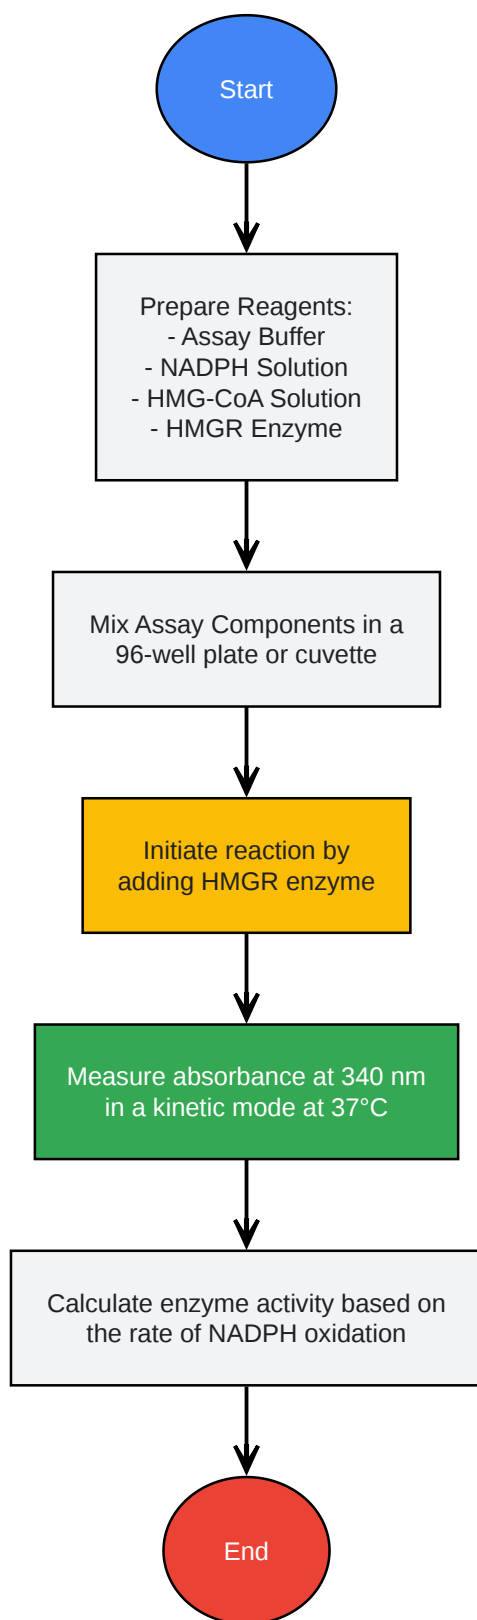 Start
Prepare Reagents:
- Assay Buffer
- NADPH Solution
- HMG-CoA Solution
- HMGR Enzyme
Mix Assay Components in a
96-well plate or cuvette
Initiate reaction by
adding HMGR enzyme
Measure absorbance at 340 nm
in a kinetic mode at 37°C
Calculate enzyme activity based on
the rate of NADPH oxidation
End